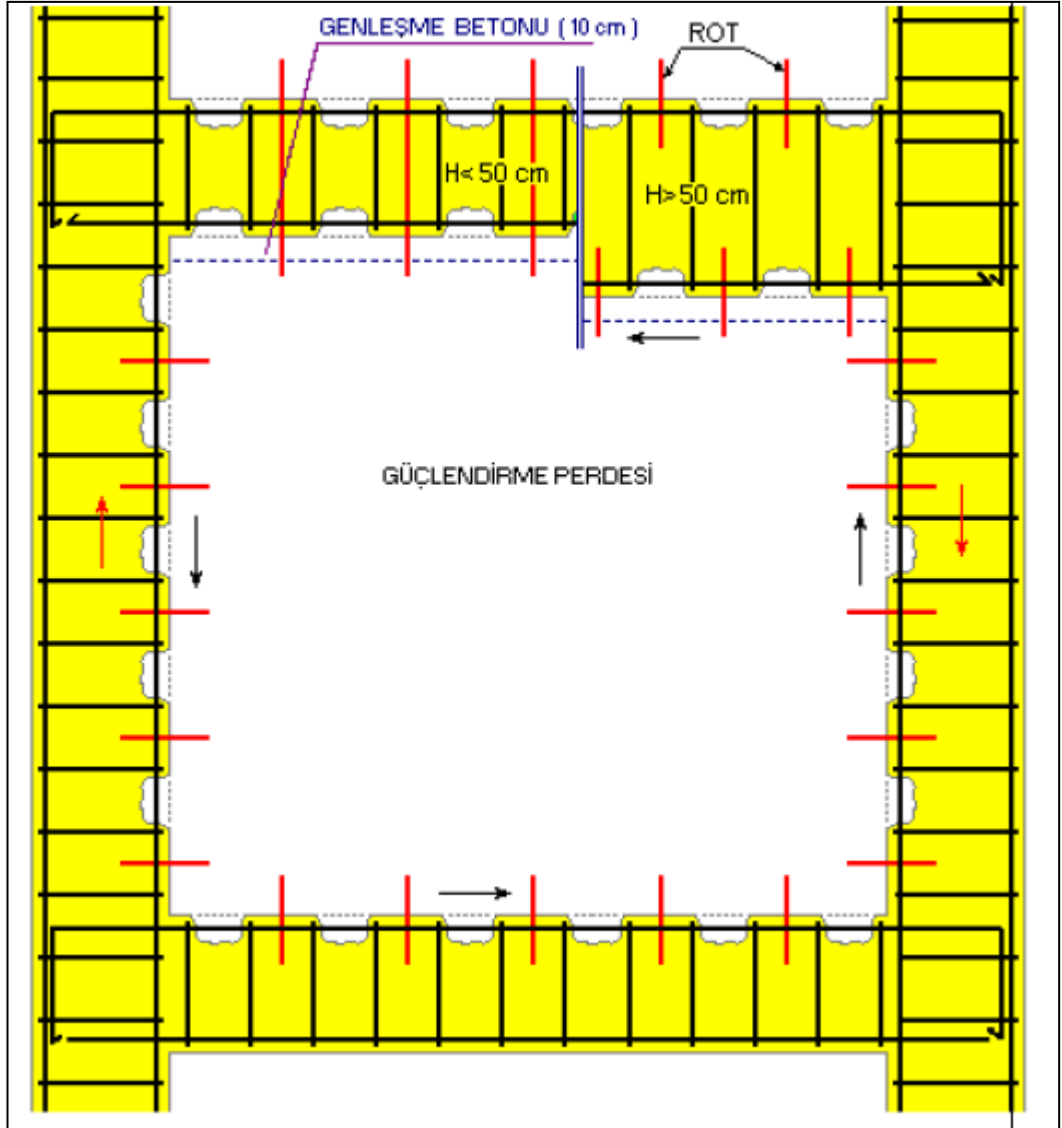 GENLEŞME BETONU ( 10 cm )
ROT
H< 50 cm
H> 50 cm
GÜÇLENDİRME PERDESİ